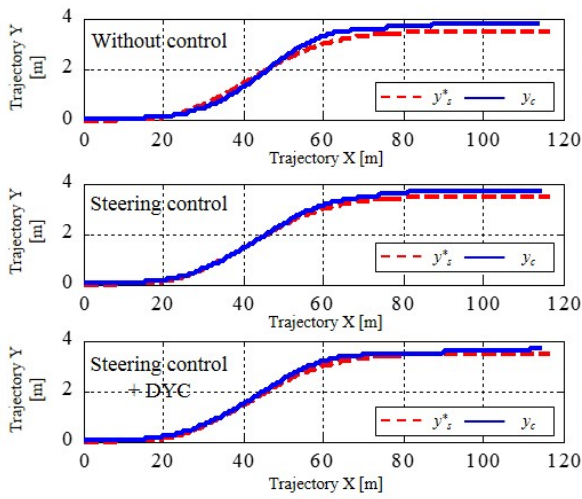 Trajectory Y
[m]
4
2
0
Without control
y*s yc
0 20 40 60 80 100 120
Trajectory X [m]
Trajectory Y
[m]
4
2
0
Steering control
y*s yc
0 20 40 60 80 100 120
Trajectory X [m]
Trajectory Y
[m]
4
2
0
Steering control
+ DYC
y*s yc
0 20 40 60 80 100 120
Trajectory X [m]